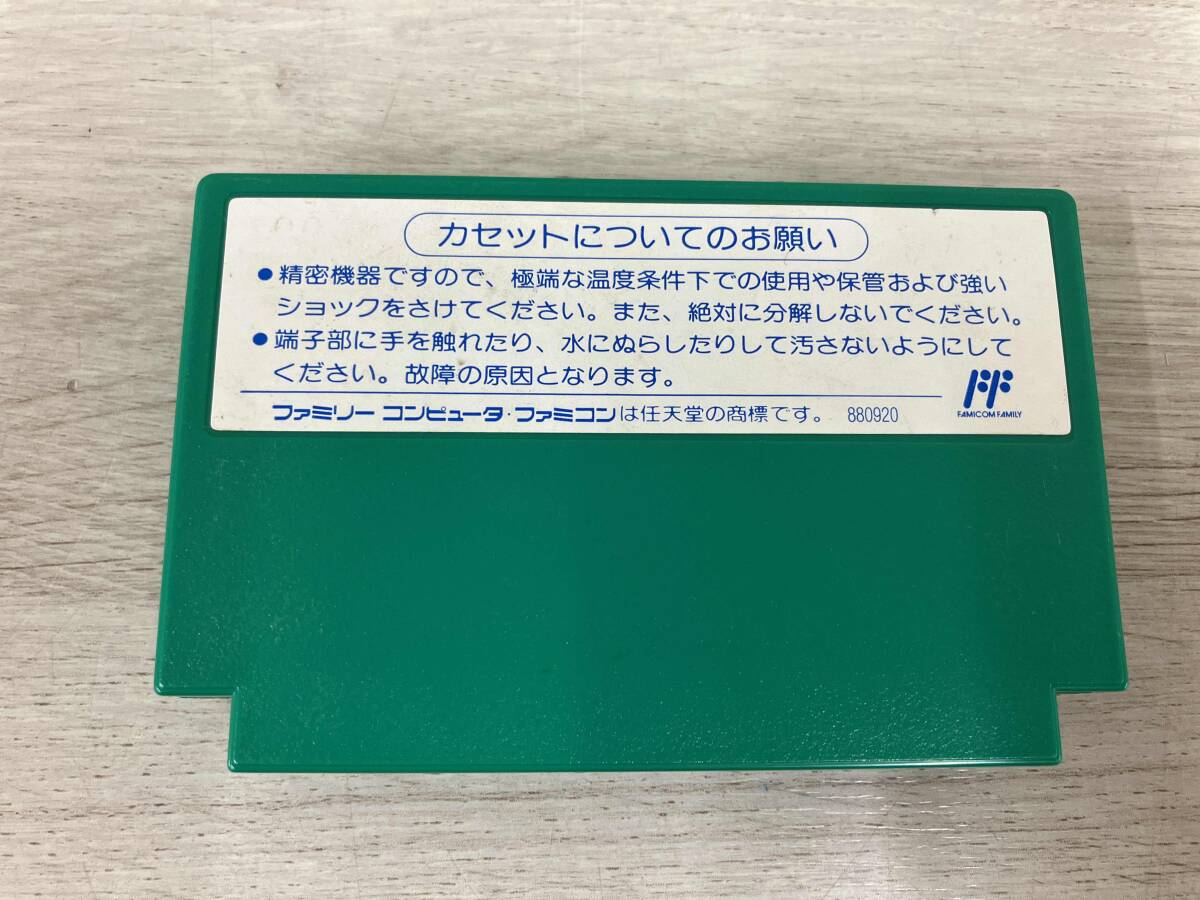 カセットについてのお願い
●精密機器ですので、極端な温度条件下での使用や保管および強い
ショックをさけてください。また、絶対に分解しないでください。
●端子部に手を触れたり、水にぬらしたりして汚さないようにして
ください。故障の原因となります。
ファミリー コンピュータ・ファミコンは任天堂の商標です。 880920
FF
FAMICOM FAMILY